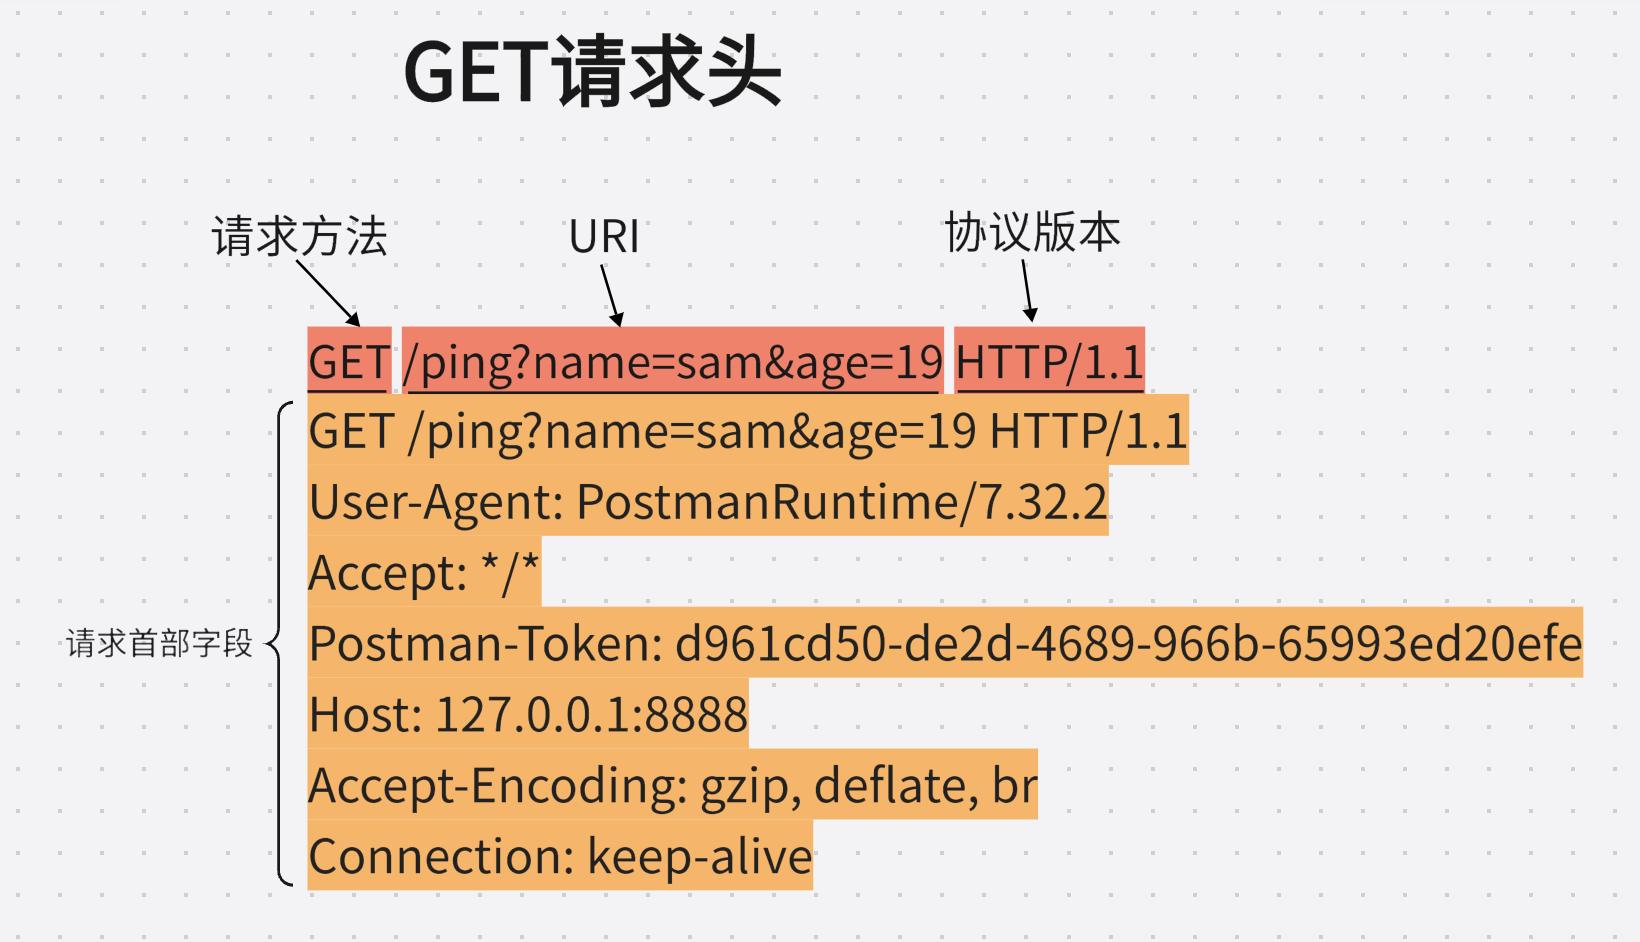 GET请求头
请求方法 URI 协议版本
GET /ping?name=sam&age=19 HTTP/1.1
GET /ping?name=sam&age=19 HTTP/1.1
User-Agent: PostmanRuntime/7.32.2
Accept: */*
请求首部字段
Postman-Token: d961cd50-de2d-4689-966b-65993ed20efe
Host: 127.0.0.1:8888
Accept-Encoding: gzip, deflate, br
Connection: keep-alive